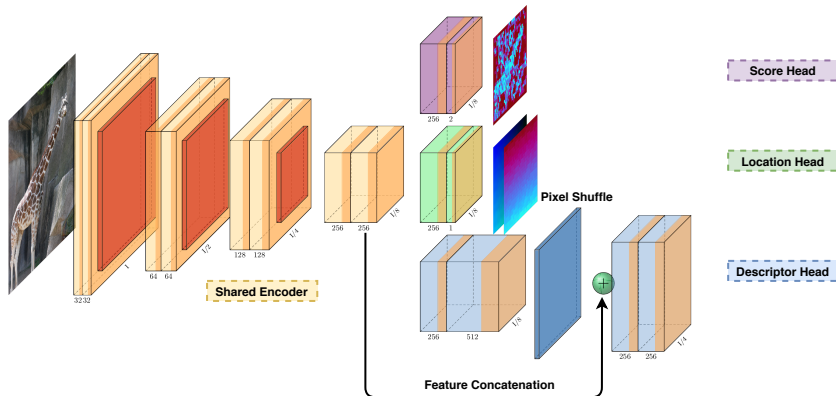 256 2 1/8
Score Head
32 32 1
64 64 1/2
128 128 1/4
256 256 1/8
256 1 1/8
Location Head
Pixel Shuffle
Shared Encoder
256 512 1/8
+
256 256 1/4
Descriptor Head
Feature Concatenation